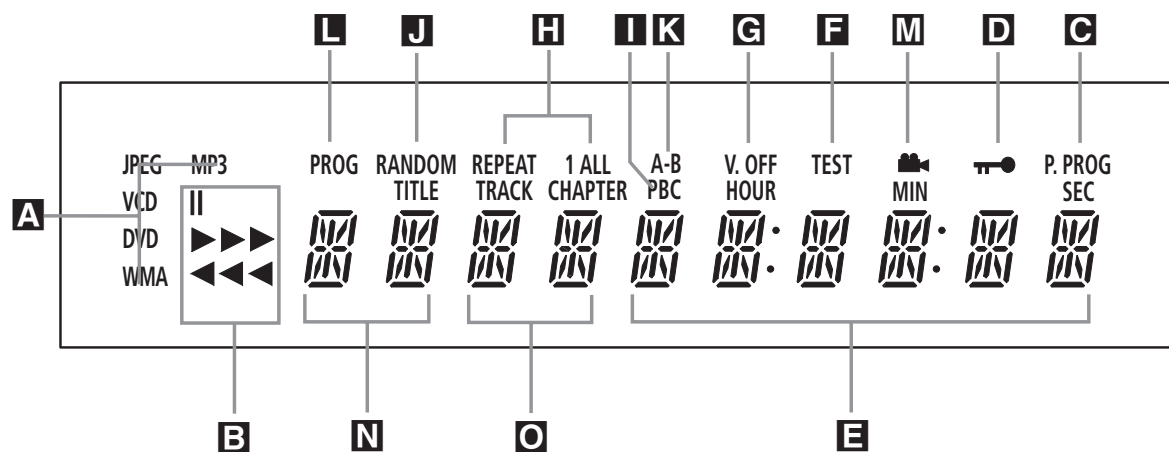 L J H I K G F M D C
JPEG MP3 PROG RANDOM REPEAT 1 ALL A-B V. OFF TEST P. PROG
TITLE TRACK CHAPTER PBC HOUR MIN SEC
VCD
A
DVD
WMA
B N O E